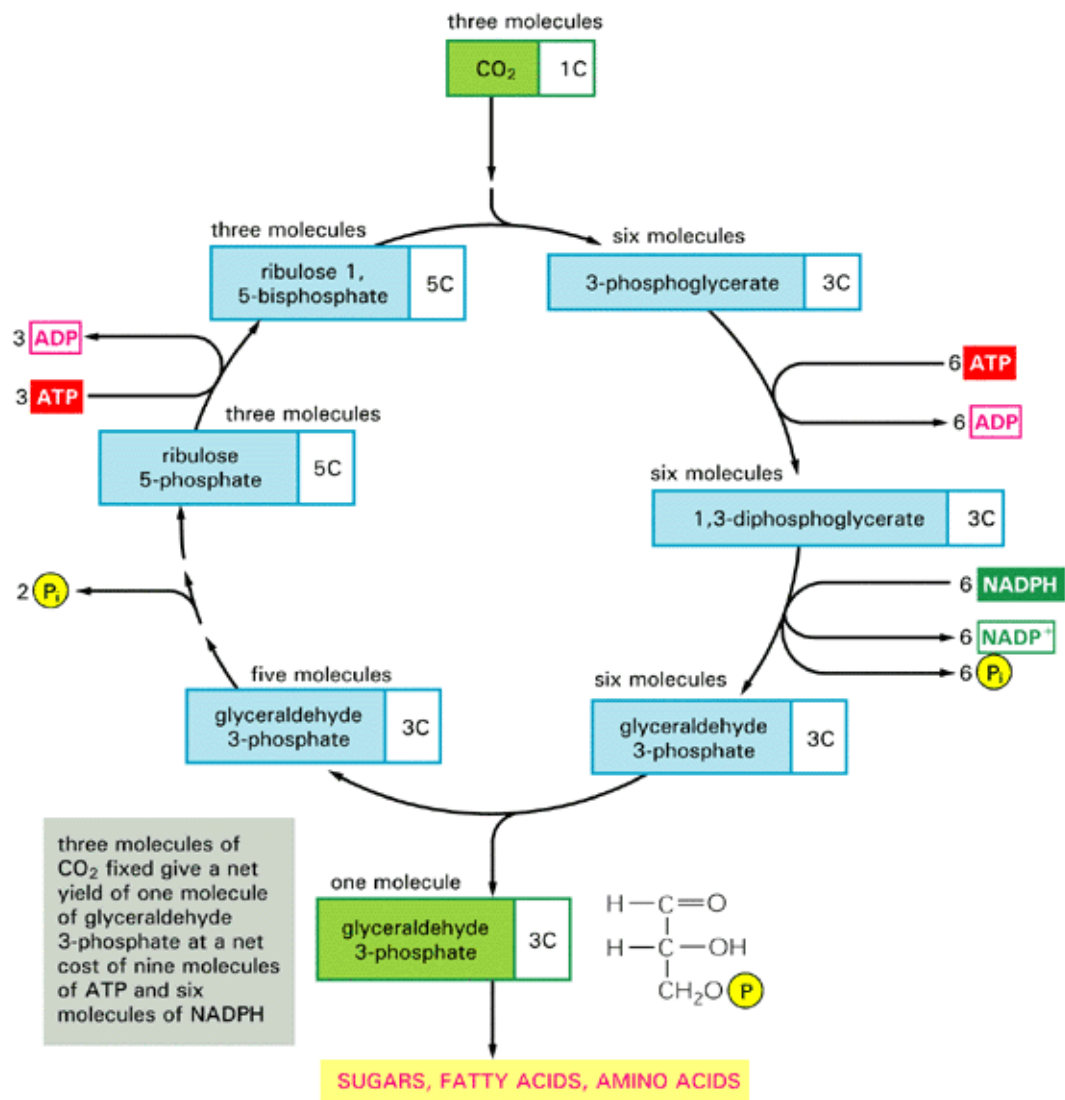 three molecules
CO₂ 1C
three molecules
ribulose 1,
5-bisphosphate
5C
six molecules
3-phosphoglycerate 3C
3 ADP
3 ATP
6 ATP
6 ADP
three molecules
ribulose
5-phosphate
5C
six molecules
1,3-diphosphoglycerate 3C
2 Pi
6 NADPH
6 NADP+
6 Pi
five molecules
glyceraldehyde
3-phosphate
3C
six molecules
glyceraldehyde
3-phosphate
3C
three molecules of
CO₂ fixed give a net
yield of one molecule
of glyceraldehyde
3-phosphate at a net
cost of nine molecules
of ATP and six
molecules of NADPH
one molecule
glyceraldehyde
3-phosphate
3C
H—C=O
H—C—OH
CH₂O P
SUGARS, FATTY ACIDS, AMINO ACIDS